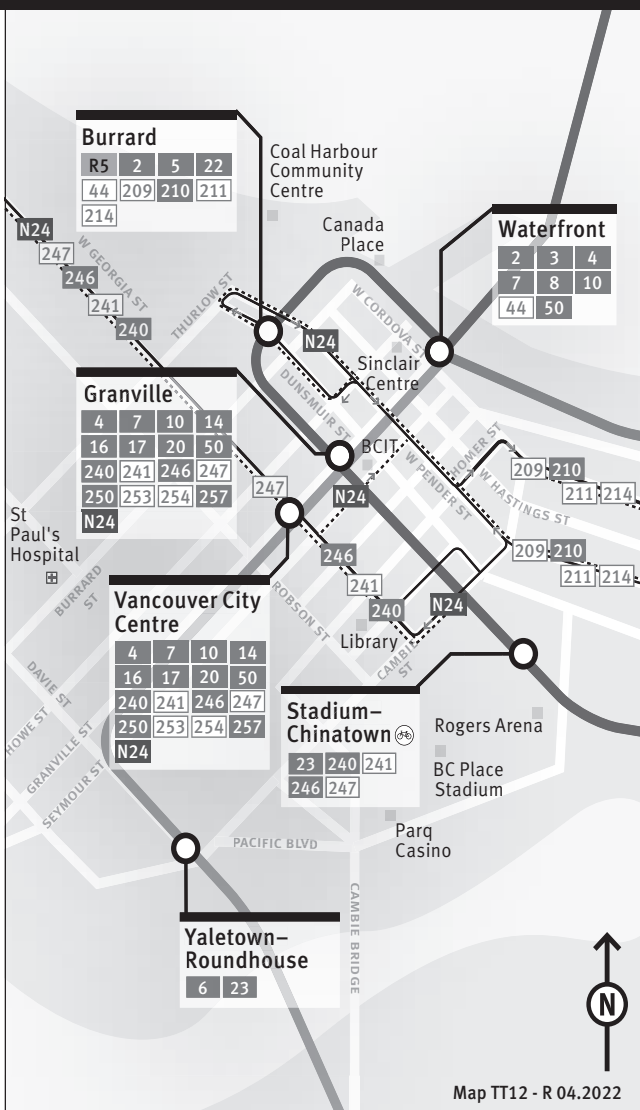 Burrard
R5 2 5 22
44 209 210 211
214
Coal Harbour
Community
Centre
Canada
Place
Waterfront
2 3 4
7 8 10
44 50
N24
247
246
241
240
W GEORGIA ST
THURLOW ST
W CORDOVA ST
N24
Sinclair
Centre
DUNSMUIR ST
Granville
4 7 10 14
16 17 20 50
240 241 246 247
250 253 254 257
N24
BCIT
HOMER ST
W PENDER ST
W HASTINGS ST
209 210
211 214
209 210
211 214
247
N24
St
Paul's
Hospital
BURRARD
ST
246
241
240
N24
ROBSON ST
Library
CAMBIE
ST
Vancouver City
Centre
4 7 10 14
16 17 20 50
240 241 246 247
250 253 254 257
N24
DAVIE ST
HOWE ST
GRANVILLE ST
SEYMOUR ST
Stadium–
Chinatown
23 240 241
246 247
Rogers Arena
BC Place
Stadium
Parq
Casino
PACIFIC BLVD
CAMBIE BRIDGE
Yaletown–
Roundhouse
6 23
N
Map TT12 - R 04.2022